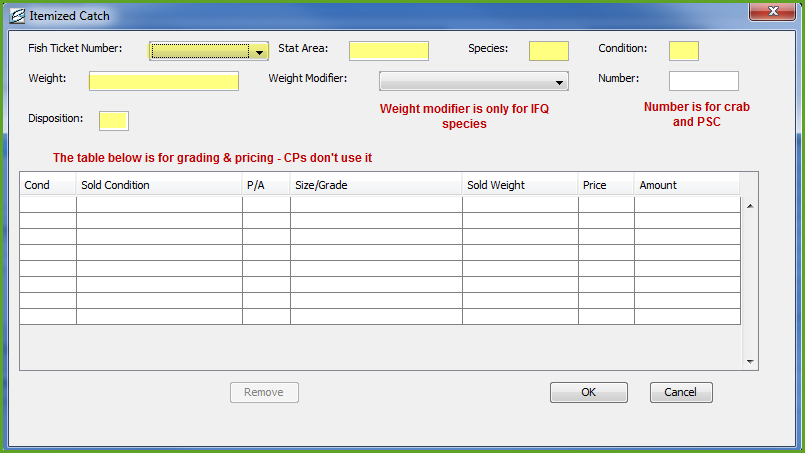 Itemized Catch
Fish Ticket Number:
Stat Area:
Species:
Condition:
Weight:
Weight Modifier:
Number:
Weight modifier is only for IFQ
species
Number is for crab
and PSC
Disposition:
The table below is for grading & pricing - CPs don't use it
Cond
Sold Condition
P/A
Size/Grade
Sold Weight
Price
Amount
Remove
OK
Cancel